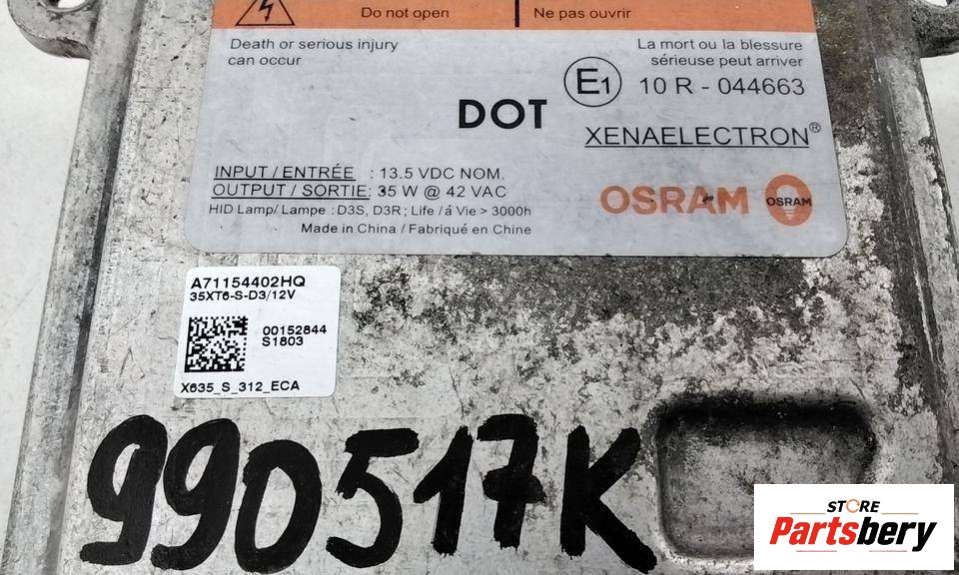 Do not open
Ne pas ouvrir
Death or serious injury
can occur
La mort ou la blessure
sérieuse peut arriver
E1
10 R - 044663
DOT
XENAELECTRON®
INPUT / ENTRÉE : 13.5 VDC NOM.
OUTPUT / SORTIE: 35 W @ 42 VAC
HID Lamp/ Lampe : D3S, D3R ; Life / á Vie > 3000h
Made in China / Fabriqué en Chine
OSRAM
OSRAM
A71154402HQ
35XT6-S-D3/12V
00152844
S1803
X635_S_312_ECA
990517K
STORE
Partsbery